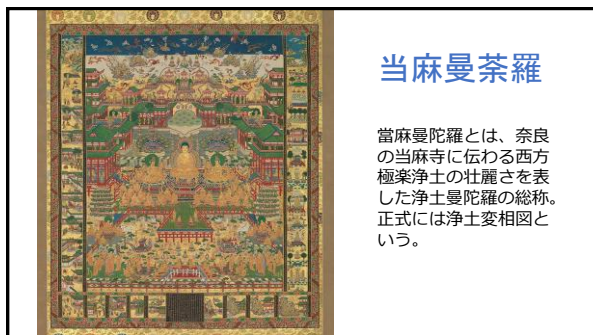 当麻曼荼羅
當麻曼陀羅とは、奈良
の当麻寺に伝わる西方
極楽浄土の壮麗さを表
した浄土曼陀羅の総称。
正式には浄土変相図と
いう。